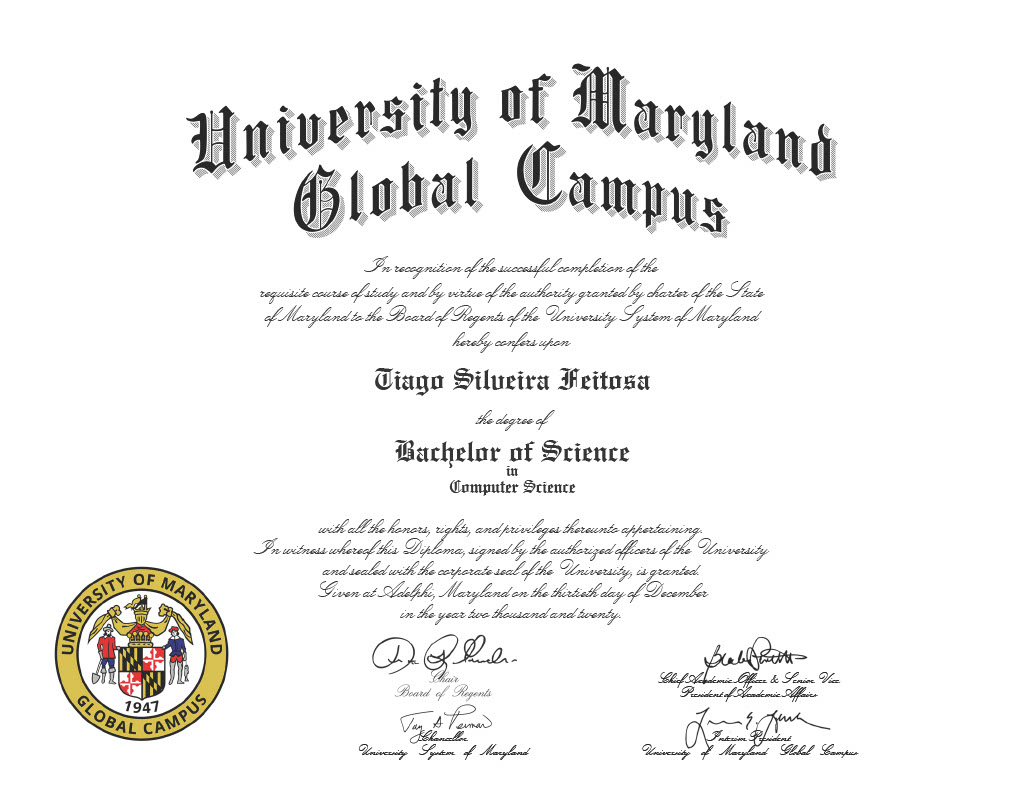 University of Maryland
Global Campus
In recognition of the successful completion of the
requisite course of study and by virtue of the authority granted by charter of the State
of Maryland to the Board of Regents of the University System of Maryland
hereby confers upon
Tiago Silveira Feitosa
the degree of
Bachelor of Science
in
Computer Science
with all the honors, rights, and privileges thereunto appertaining.
In witness whereof this Diploma, signed by the authorized officers of the University
and sealed with the corporate seal of the University, is granted.
Given at Adelphi, Maryland on the thirtieth day of December
in the year two thousand and twenty.
UNIVERSITY OF MARYLAND
GLOBAL CAMPUS
1947
Chair
Board of Regents
Chief Academic Officer & Senior Vice
President of Academic Affairs
Chancellor
University System of Maryland
Interim President
University of Maryland Global Campus